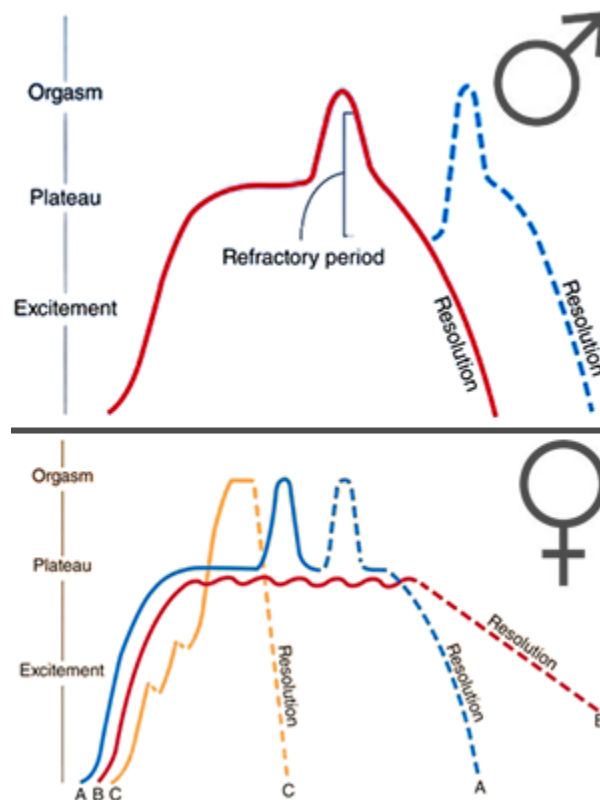 Orgasm
Plateau
Refractory period
Excitement
Resolution
Resolution
Orgasm
Plateau
Excitement
Resolution
Resolution
Resolution
A B C
C
A